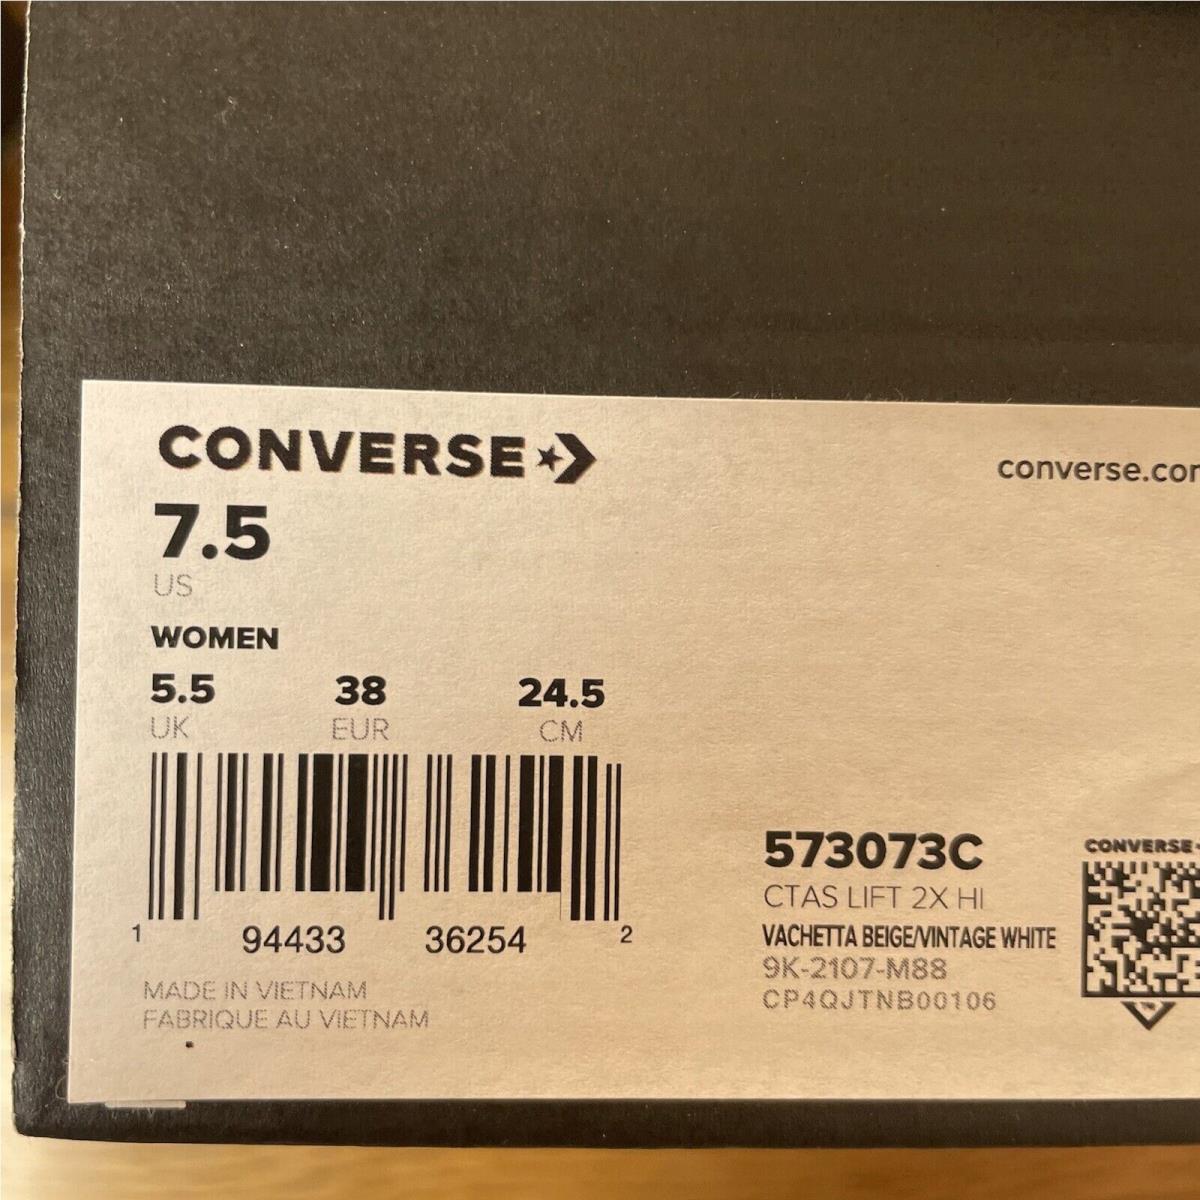 CONVERSE
converse.com
7.5
US
WOMEN
5.5 38 24.5
UK EUR CM
1 94433 36254 2
MADE IN VIETNAM
FABRIQUE AU VIETNAM
573073C
CTAS LIFT 2X HI
VACHETTA BEIGE/VINTAGE WHITE
9K-2107-M88
CP4QJTNB00106
CONVERSE